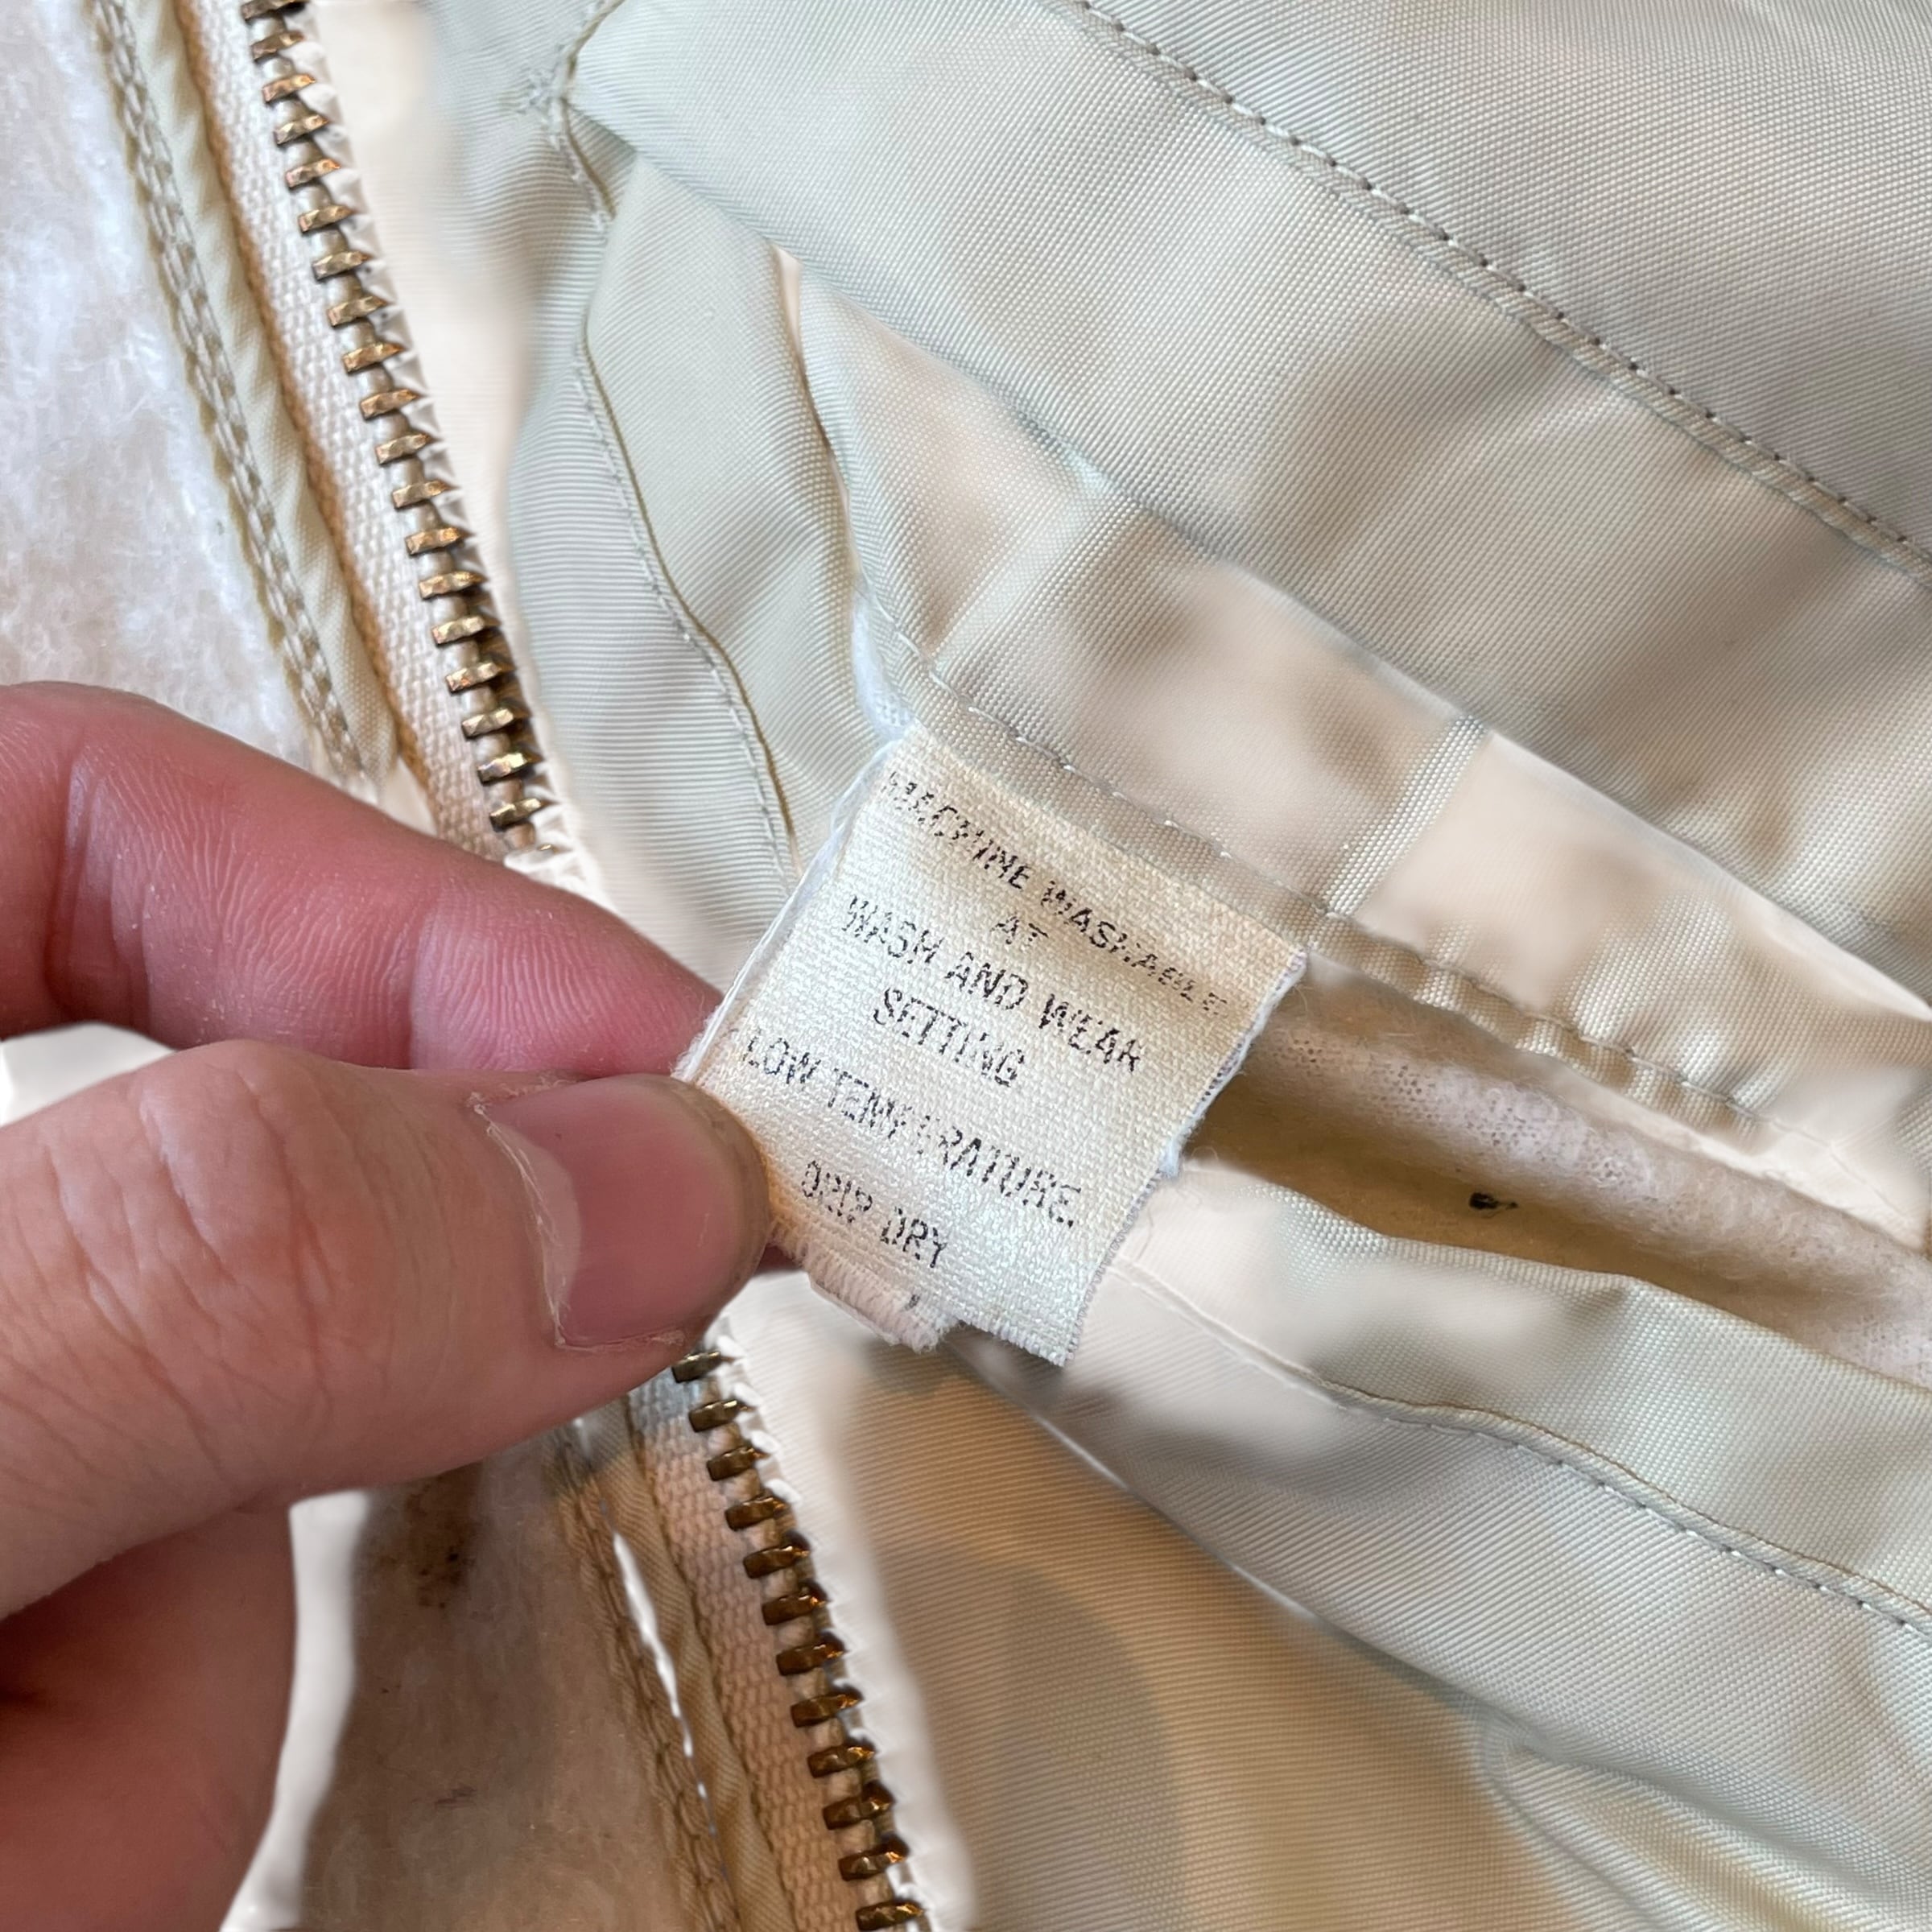 MACHINE WASHABLE
AT
WASH AND WEAR
SETTING
LOW TEMPERATURE.
DRIP DRY